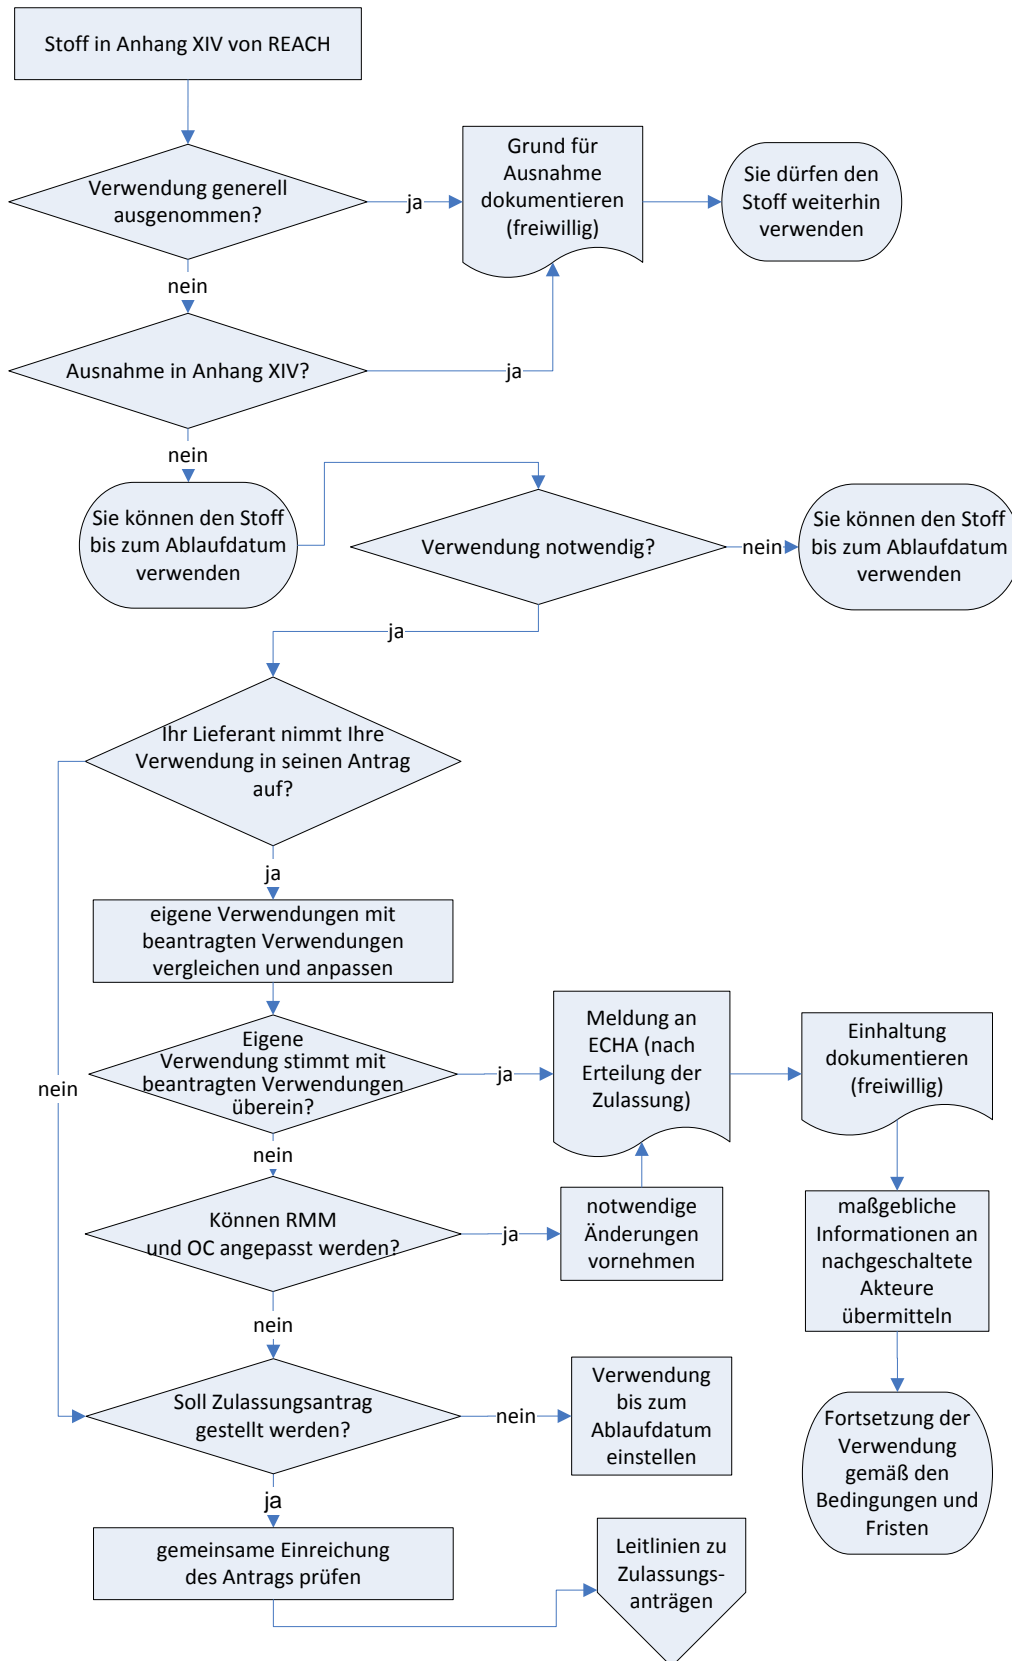 Stoff in Anhang XIV von REACH
Verwendung generell
ausgenommen?
ja
Grund für
Ausnahme
dokumentieren
(freiwillig)
Sie dürfen den
Stoff weiterhin
verwenden
nein
Ausnahme in Anhang XIV?
ja
nein
Sie können den Stoff
bis zum Ablaufdatum
verwenden
Verwendung notwendig?
nein
Sie können den Stoff
bis zum Ablaufdatum
verwenden
ja
Ihr Lieferant nimmt Ihre
Verwendung in seinen Antrag
auf?
nein
ja
eigene Verwendungen mit
beantragten Verwendungen
vergleichen und anpassen
Eigene
Verwendung stimmt mit
beantragten Verwendungen
überein?
ja
Meldung an
ECHA (nach
Erteilung der
Zulassung)
Einhaltung
dokumentieren
(freiwillig)
nein
Können RMM
und OC angepasst werden?
ja
notwendige
Änderungen
vornehmen
maßgebliche
Informationen an
nachgeschaltete
Akteure
übermitteln
nein
Soll Zulassungsantrag
gestellt werden?
nein
Verwendung
bis zum
Ablaufdatum
einstellen
Fortsetzung der
Verwendung
gemäß den
Bedingungen und
Fristen
ja
gemeinsame Einreichung
des Antrags prüfen
Leitlinien zu
Zulassungs-
anträgen